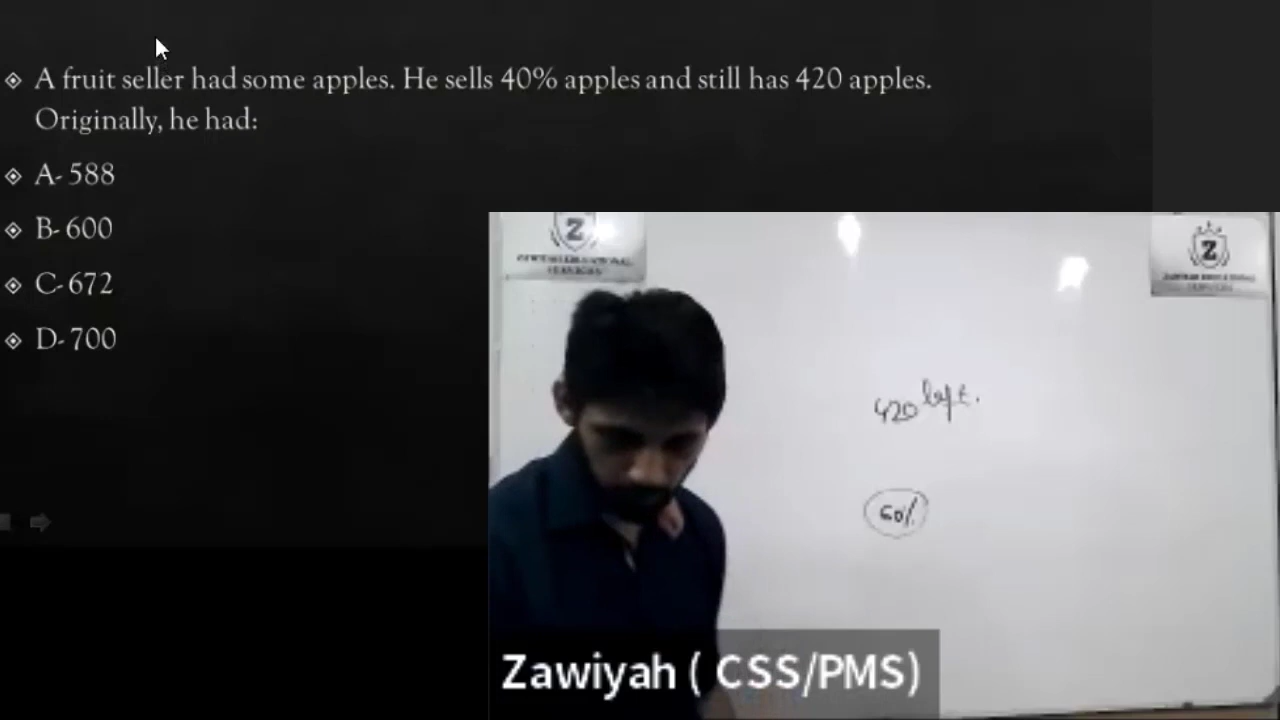 ◈ A fruit seller had some apples. He sells 40% apples and still has 420 apples.
Originally, he had:
◈ A- 588
◈ B- 600
◈ C- 672
◈ D- 700
Z
Z
420 left.
60%
Zawiyah ( CSS/PMS)